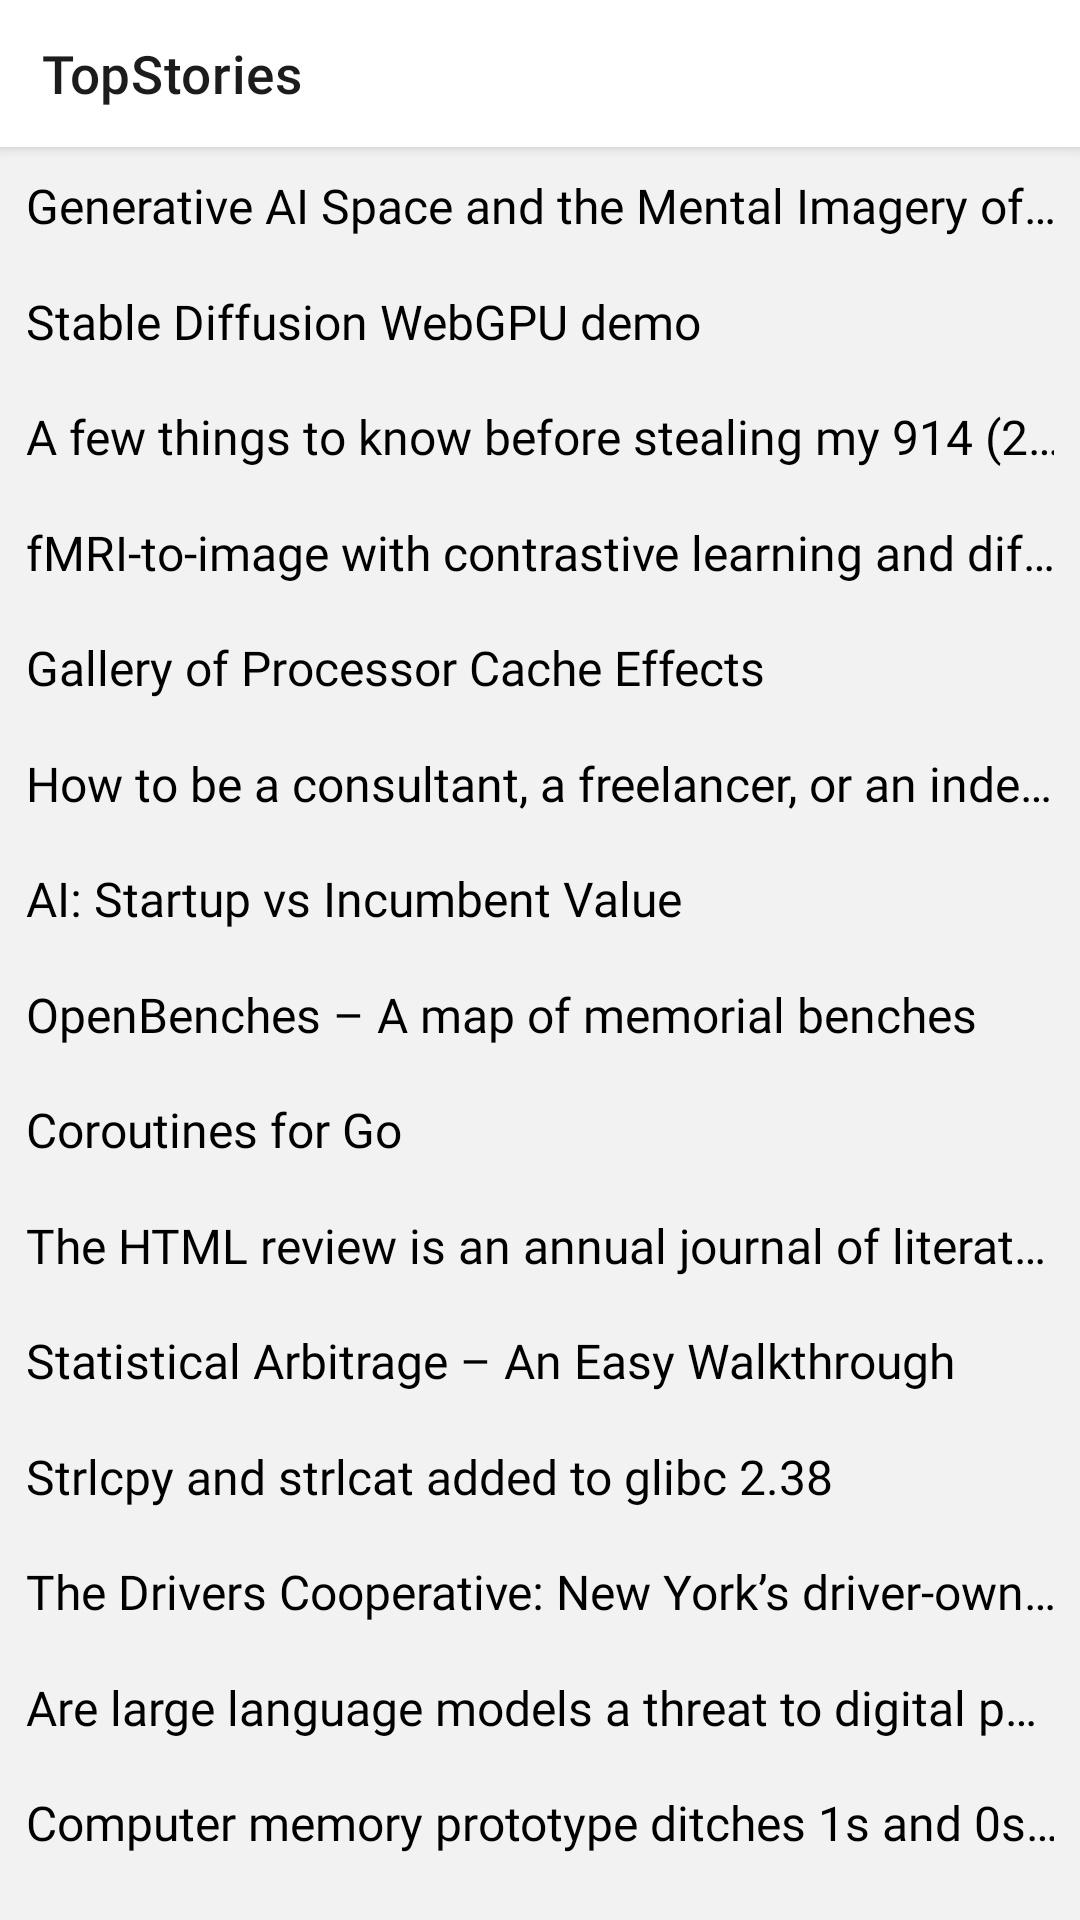 TopStories
Generative AI Space and the Mental Imagery of…
Stable Diffusion WebGPU demo
A few things to know before stealing my 914 (2…
fMRI-to-image with contrastive learning and dif…
Gallery of Processor Cache Effects
How to be a consultant, a freelancer, or an inde…
AI: Startup vs Incumbent Value
OpenBenches – A map of memorial benches
Coroutines for Go
The HTML review is an annual journal of literat…
Statistical Arbitrage – An Easy Walkthrough
Strlcpy and strlcat added to glibc 2.38
The Drivers Cooperative: New York’s driver-own…
Are large language models a threat to digital p…
Computer memory prototype ditches 1s and 0s…